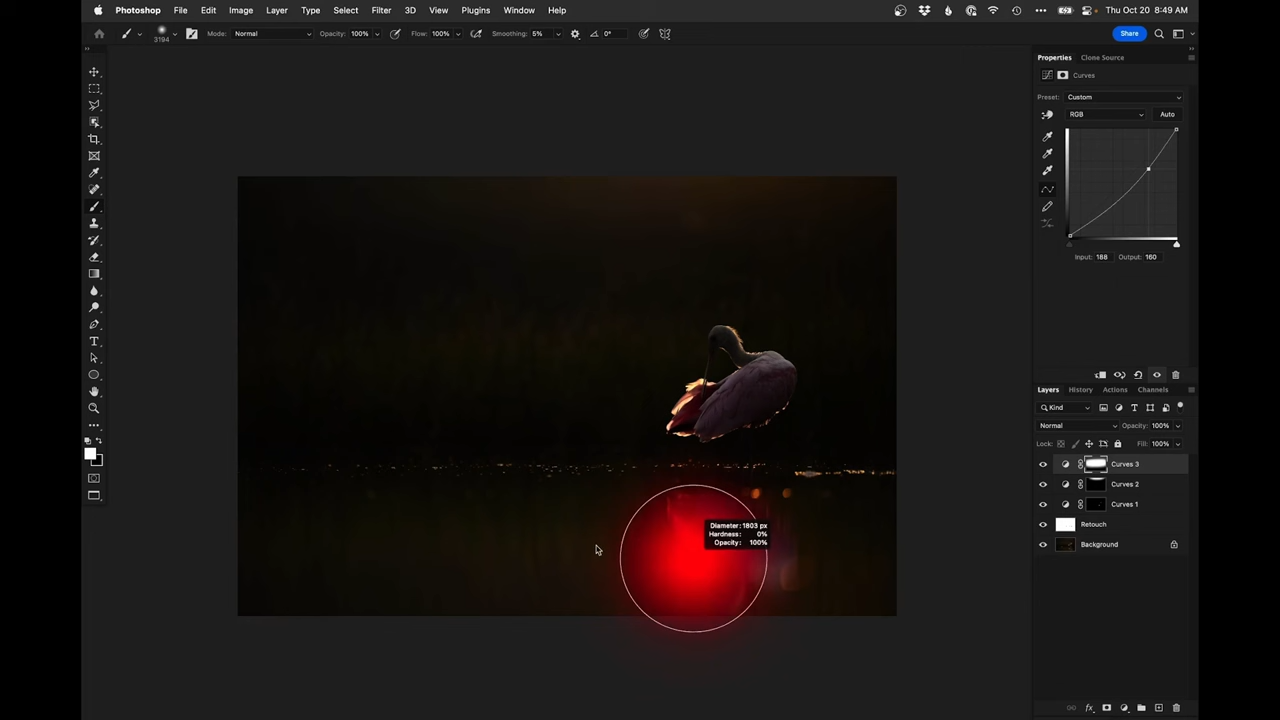 Photoshop File Edit Image Layer Type Select Filter 3D View Plugins Window Help Thu Oct 20 8:49 AM
3194 Mode: Normal Opacity: 100% Flow: 100% Smoothing: 5% 0° Share
Properties Clone Source
Curves
Preset: Custom
RGB Auto
Input: 188 Output: 160
Layers History Actions Channels
Kind
Normal Opacity: 100%
Lock: Fill: 100%
Curves 3
Curves 2
Curves 1
Retouch
Background
Diameter: 1803 px
Hardness: 0%
Opacity: 100%